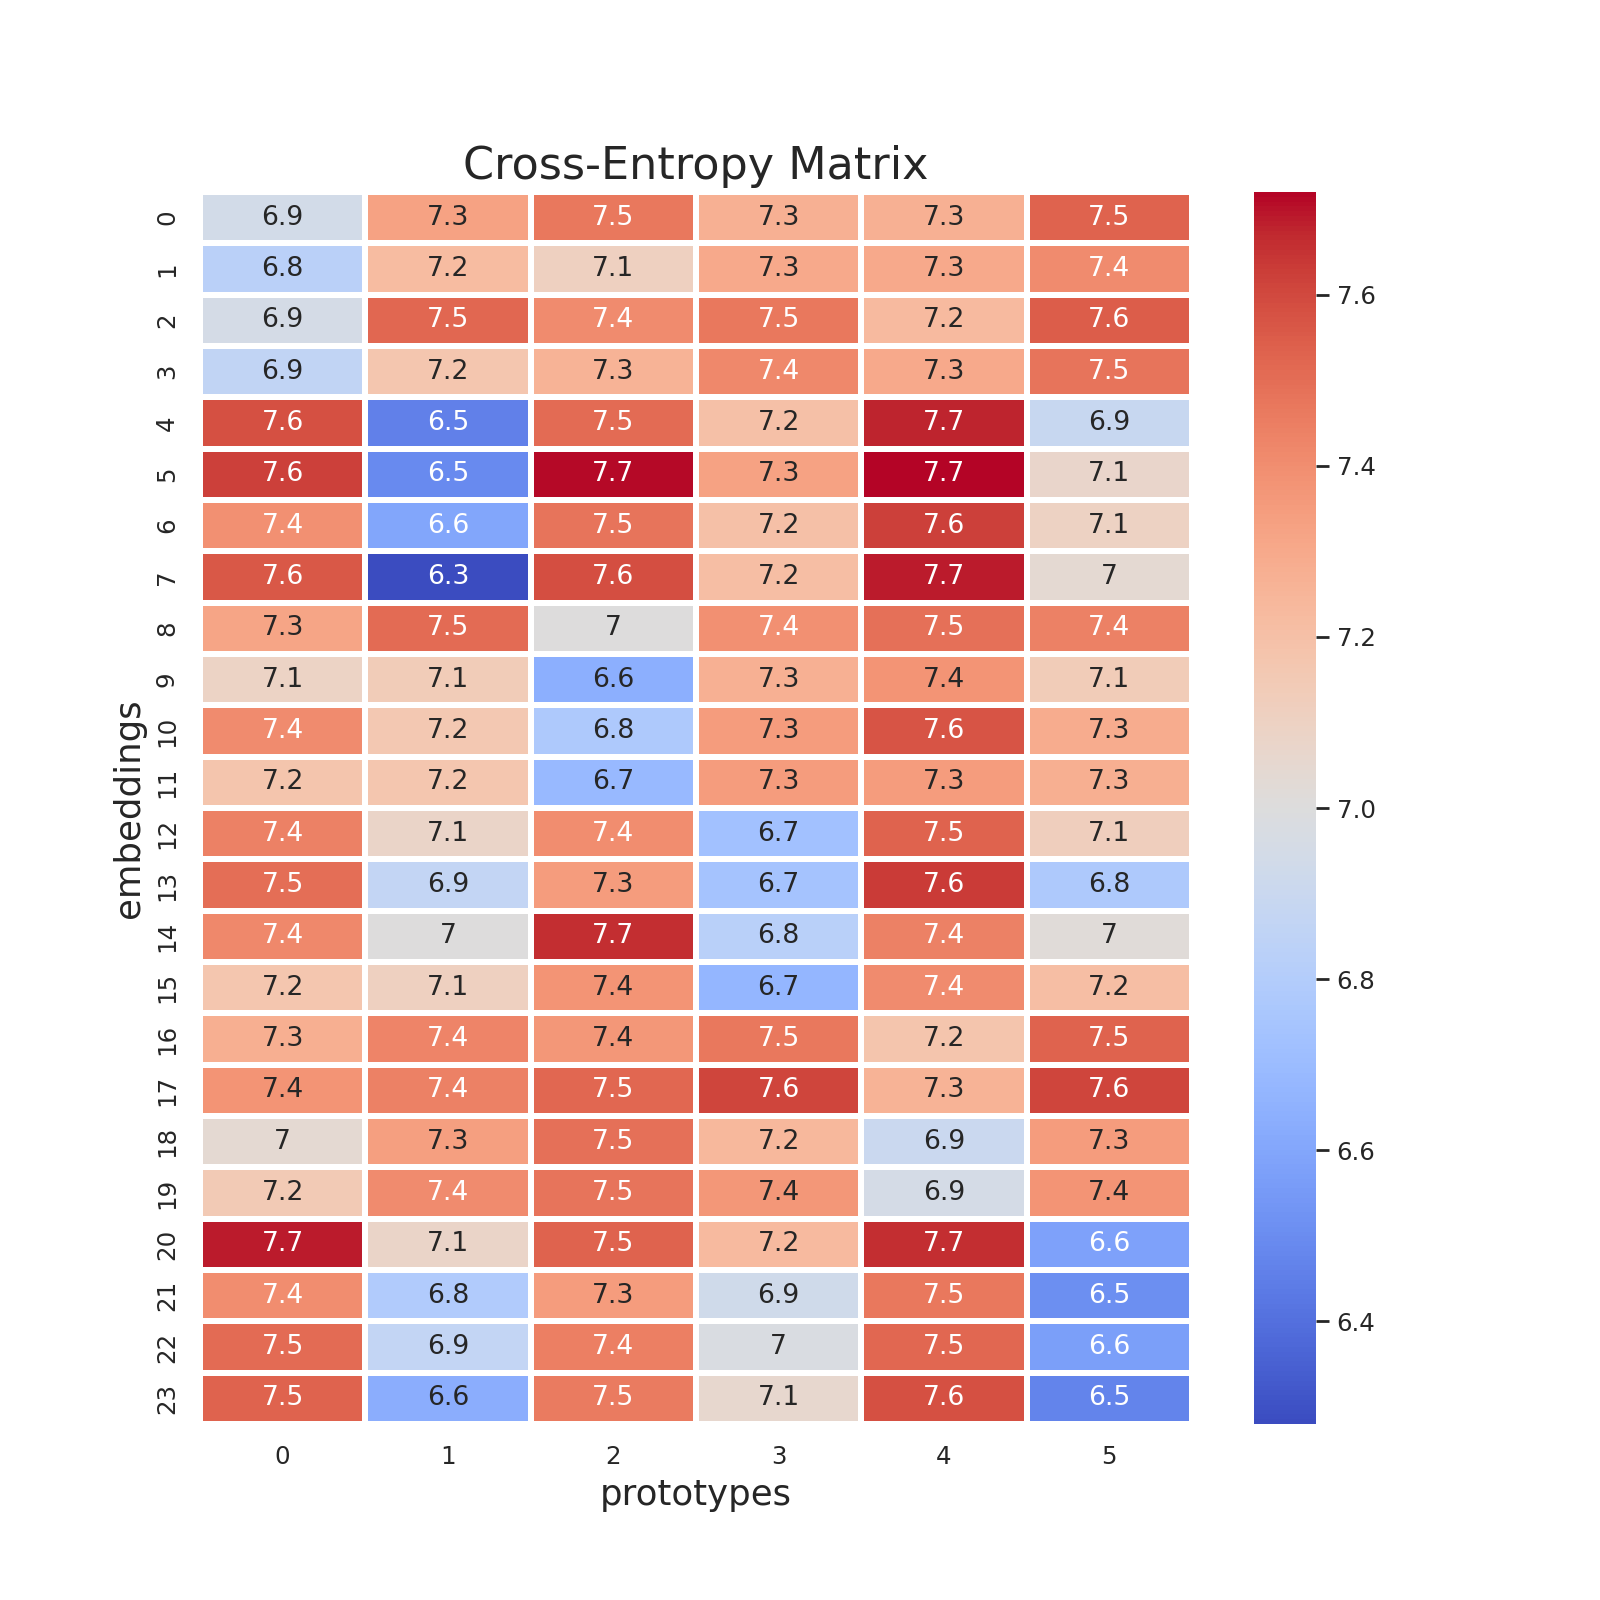 Cross-Entropy Matrix
0 6.9 7.3 7.5 7.3 7.3 7.5
1 6.8 7.2 7.1 7.3 7.3 7.4
2 6.9 7.5 7.4 7.5 7.2 7.6
3 6.9 7.2 7.3 7.4 7.3 7.5
4 7.6 6.5 7.5 7.2 7.7 6.9
5 7.6 6.5 7.7 7.3 7.7 7.1
6 7.4 6.6 7.5 7.2 7.6 7.1
7 7.6 6.3 7.6 7.2 7.7 7
8 7.3 7.5 7 7.4 7.5 7.4
9 7.1 7.1 6.6 7.3 7.4 7.1
10 7.4 7.2 6.8 7.3 7.6 7.3
11 7.2 7.2 6.7 7.3 7.3 7.3
12 7.4 7.1 7.4 6.7 7.5 7.1
13 7.5 6.9 7.3 6.7 7.6 6.8
14 7.4 7 7.7 6.8 7.4 7
15 7.2 7.1 7.4 6.7 7.4 7.2
16 7.3 7.4 7.4 7.5 7.2 7.5
17 7.4 7.4 7.5 7.6 7.3 7.6
18 7 7.3 7.5 7.2 6.9 7.3
19 7.2 7.4 7.5 7.4 6.9 7.4
20 7.7 7.1 7.5 7.2 7.7 6.6
21 7.4 6.8 7.3 6.9 7.5 6.5
22 7.5 6.9 7.4 7 7.5 6.6
23 7.5 6.6 7.5 7.1 7.6 6.5
0 1 2 3 4 5
prototypes
embeddings
7.6
7.4
7.2
7.0
6.8
6.6
6.4